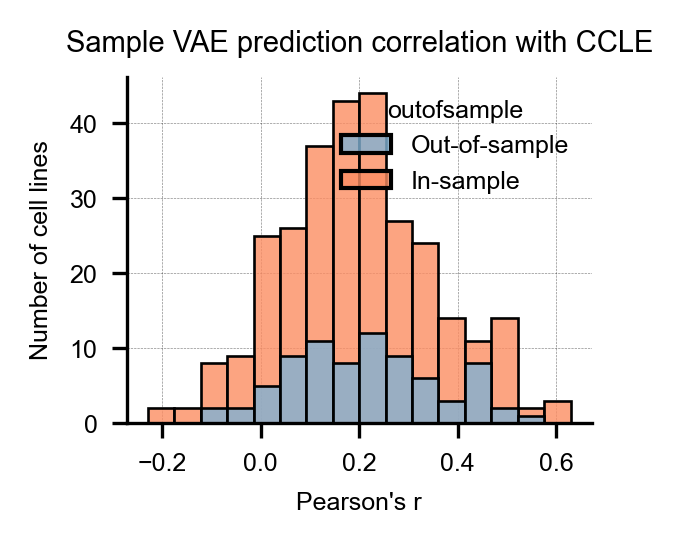 Sample VAE prediction correlation with CCLE
outofsample
Out-of-sample
In-sample
Number of cell lines
40
30
20
10
0
−0.2 0.0 0.2 0.4 0.6
Pearson's r